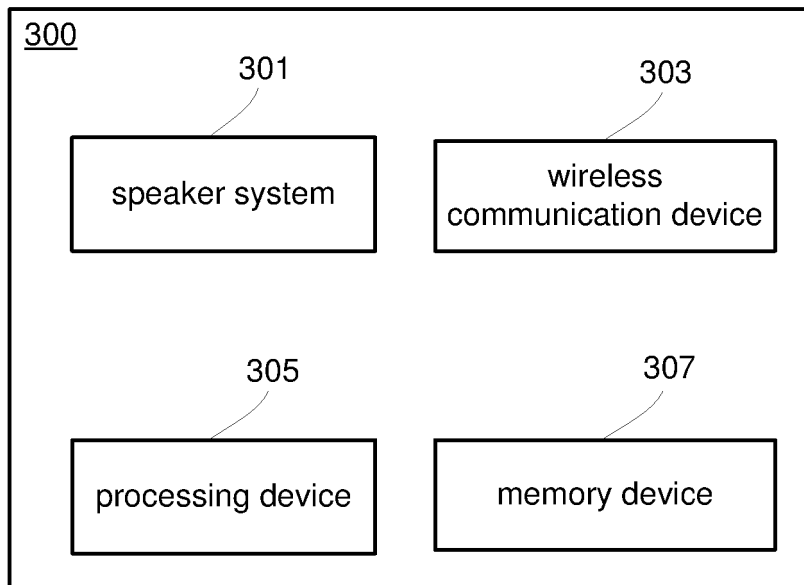 300
301
303
speaker system
wireless
communication device
305
307
processing device
memory device